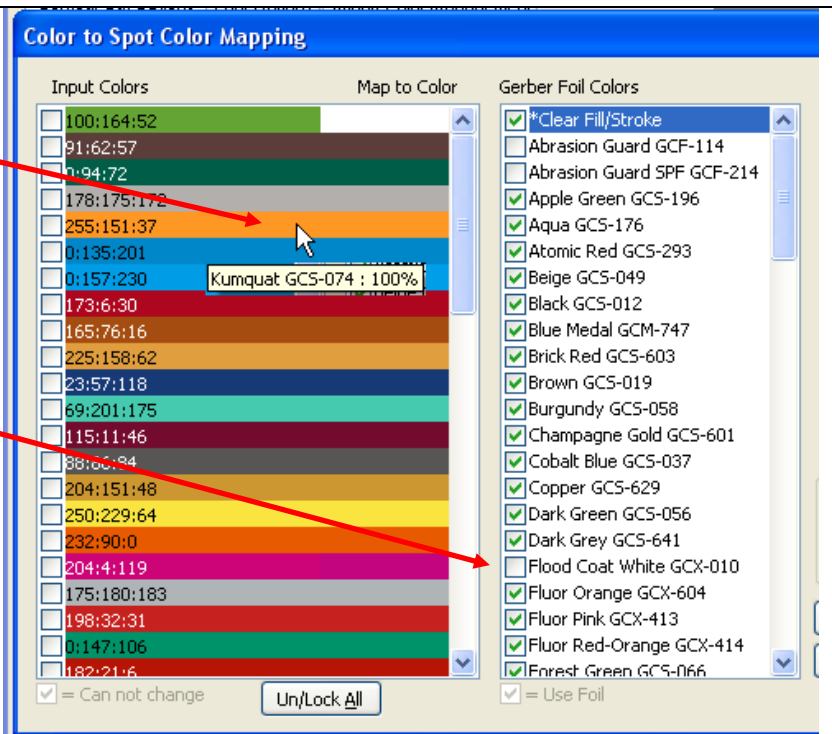 Color to Spot Color Mapping
Input Colors
Map to Color
100:164:52
91:62:57
0:94:72
178:175:172
255:151:37
0:135:201
0:157:230
Kumquat GCS-074 : 100%
173:6:30
165:76:16
225:158:62
23:57:118
69:201:175
115:11:46
204:151:48
250:229:64
232:90:0
204:4:119
175:180:183
198:32:31
0:147:106
182:21:6
= Can not change
Un/Lock All
Gerber Foil Colors
*Clear Fill/Stroke
Abrasion Guard GCF-114
Abrasion Guard SPF GCF-214
Apple Green GCS-196
Aqua GCS-176
Atomic Red GCS-293
Beige GCS-049
Black GCS-012
Blue Medal GCM-747
Brick Red GCS-603
Brown GCS-019
Burgundy GCS-058
Champagne Gold GCS-601
Cobalt Blue GCS-037
Copper GCS-629
Dark Green GCS-056
Dark Grey GCS-641
Flood Coat White GCX-010
Fluor Orange GCX-604
Fluor Pink GCX-413
Fluor Red-Orange GCX-414
Forest Green GCS-066
= Use Foil